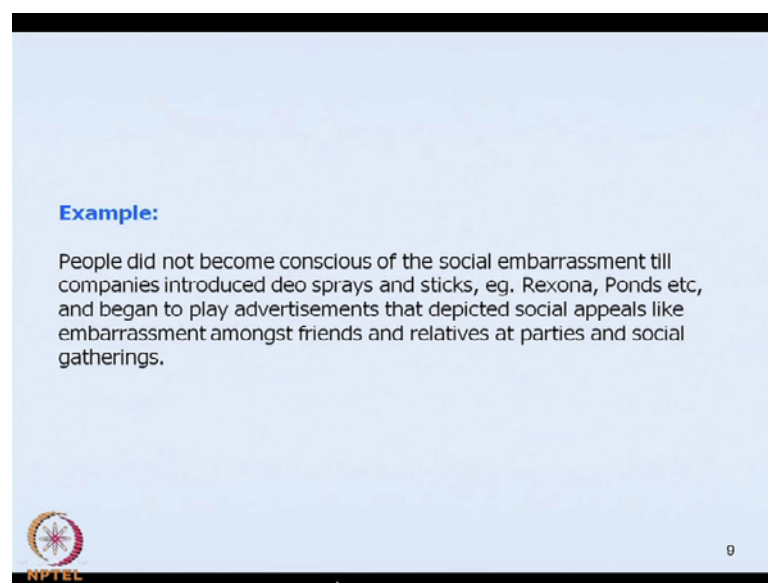 Example:
People did not become conscious of the social embarrassment till
companies introduced deo sprays and sticks, eg. Rexona, Ponds etc,
and began to play advertisements that depicted social appeals like
embarrassment amongst friends and relatives at parties and social
gatherings.
NPTEL
9